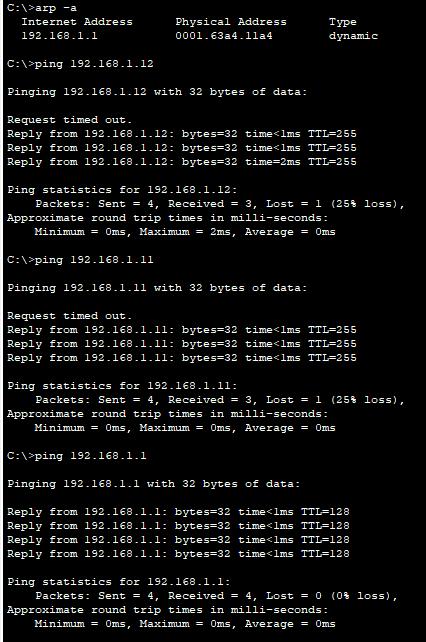 C:\>arp -a
Internet Address Physical Address Type
192.168.1.1 0001.63a4.11a4 dynamic
C:\>ping 192.168.1.12
Pinging 192.168.1.12 with 32 bytes of data:
Request timed out.
Reply from 192.168.1.12: bytes=32 time<1ms TTL=255
Reply from 192.168.1.12: bytes=32 time<1ms TTL=255
Reply from 192.168.1.12: bytes=32 time=2ms TTL=255
Ping statistics for 192.168.1.12:
Packets: Sent = 4, Received = 3, Lost = 1 (25% loss),
Approximate round trip times in milli-seconds:
Minimum = 0ms, Maximum = 2ms, Average = 0ms
C:\>ping 192.168.1.11
Pinging 192.168.1.11 with 32 bytes of data:
Request timed out.
Reply from 192.168.1.11: bytes=32 time<1ms TTL=255
Reply from 192.168.1.11: bytes=32 time<1ms TTL=255
Reply from 192.168.1.11: bytes=32 time<1ms TTL=255
Ping statistics for 192.168.1.11:
Packets: Sent = 4, Received = 3, Lost = 1 (25% loss),
Approximate round trip times in milli-seconds:
Minimum = 0ms, Maximum = 0ms, Average = 0ms
C:\>ping 192.168.1.1
Pinging 192.168.1.1 with 32 bytes of data:
Reply from 192.168.1.1: bytes=32 time<1ms TTL=128
Reply from 192.168.1.1: bytes=32 time<1ms TTL=128
Reply from 192.168.1.1: bytes=32 time<1ms TTL=128
Reply from 192.168.1.1: bytes=32 time<1ms TTL=128
Ping statistics for 192.168.1.1:
Packets: Sent = 4, Received = 4, Lost = 0 (0% loss),
Approximate round trip times in milli-seconds:
Minimum = 0ms, Maximum = 0ms, Average = 0ms